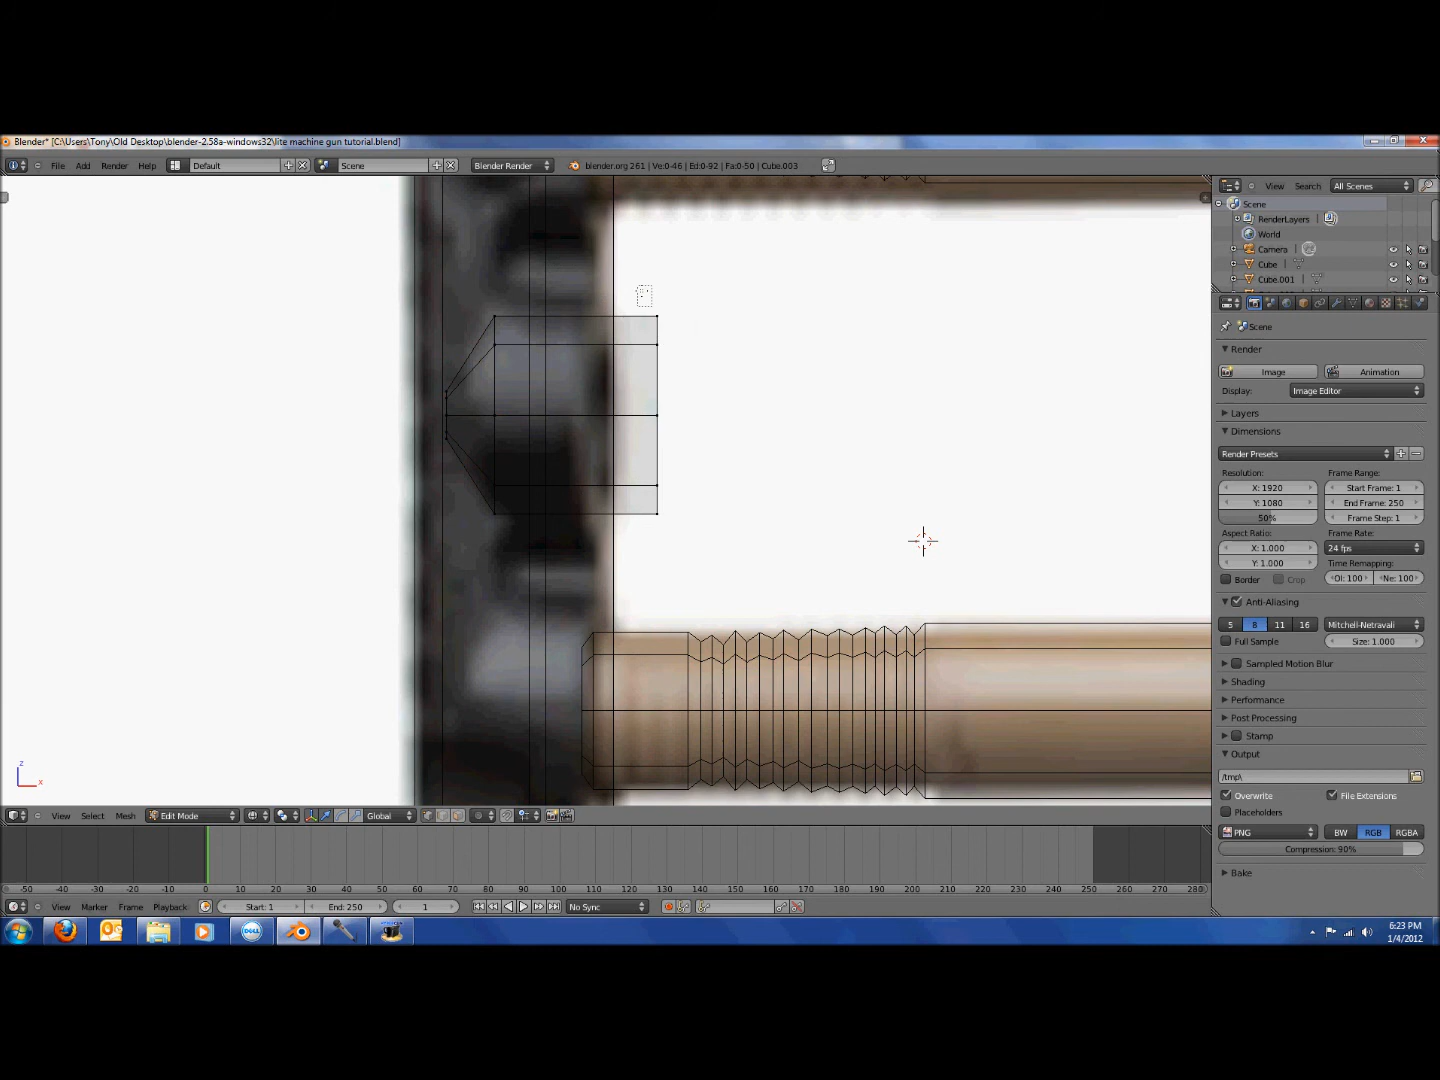 Blender* [C:\Users\Tony\Old Desktop\blender-2.58a-windows32\lite machine gun tutorial.blend]
File Add Render Help Default Scene Blender Render blender.org 261 | Ve:0-46 | Ed:0-92 | Fa:0-50 | Cube.003
View Search All Scenes
Scene
RenderLayers
World
Camera
Cube
Cube.001
Scene
Render
Image Animation
Display: Image Editor
Layers
Dimensions
Render Presets
Resolution: Frame Range:
X: 1920 Start Frame: 1
Y: 1080 End Frame: 250
50% Frame Step: 1
Aspect Ratio: Frame Rate:
X: 1.000 24 fps
Y: 1.000 Time Remapping:
Border Crop Ol: 100 Ne: 100
Anti-Aliasing
5 8 11 16 Mitchell-Netravali
Full Sample Size: 1.000
Sampled Motion Blur
Shading
Performance
Post Processing
Stamp
Output
/tmp\
Overwrite File Extensions
Placeholders
PNG BW RGB RGBA
Compression: 90%
Bake
z
x
View Select Mesh Edit Mode Global
-50 -40 -30 -20 -10 0 10 20 30 40 50 60 70 80 90 100 110 120 130 140 150 160 170 180 190 200 210 220 230 240 250 260 270 280
View Marker Frame Playback Start: 1 End: 250 1 No Sync
DELL
6:23 PM
1/4/2012